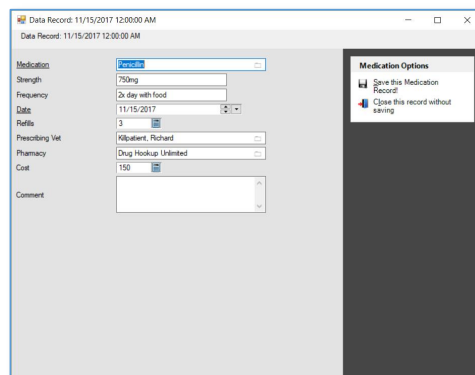 Data Record: 11/15/2017 12:00:00 AM
Data Record: 11/15/2017 12:00:00 AM
Medication Penicillin
Strength 750mg
Frequency 2x day with food
Date 11/15/2017
Refills 3
Prescribing Vet Killpatient, Richard
Pharmacy Drug Hookup Unlimited
Cost 150
Comment
Medication Options
Save this Medication
Record!
Close this record without
saving